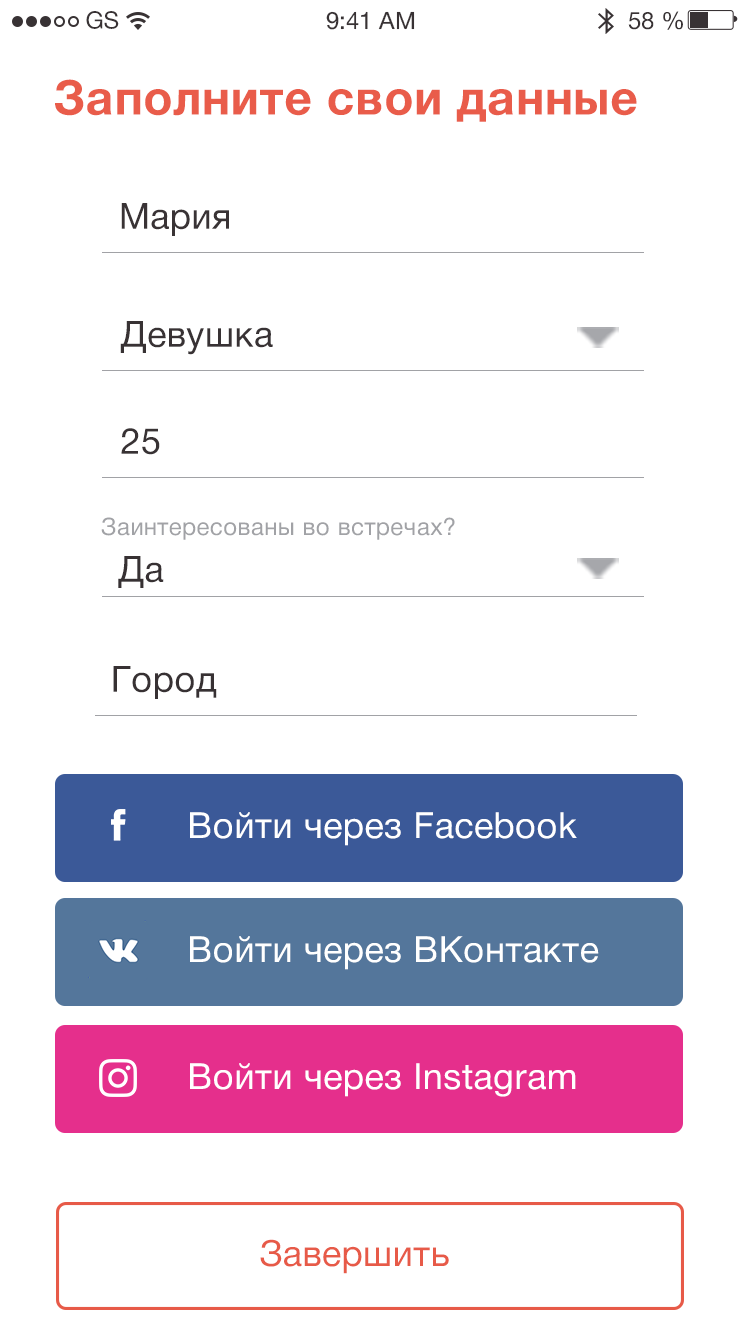 GS 9:41 AM 58 %
Заполните свои данные
Мария
Девушка
25
Заинтересованы во встречах?
Да
Город
Войти через Facebook
Войти через ВКонтакте
Войти через Instagram
Завершить